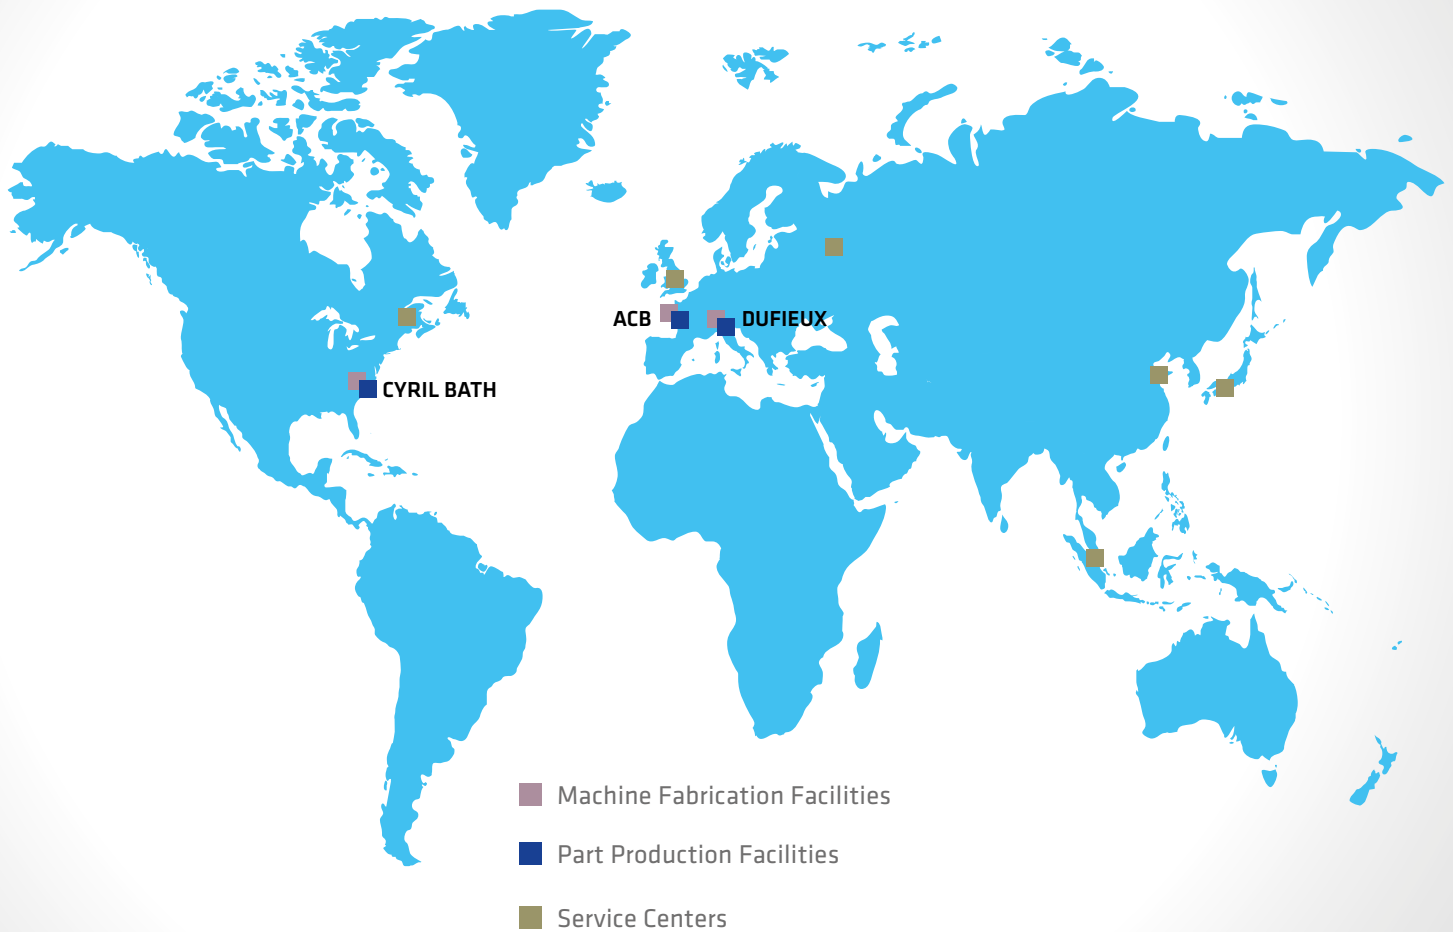 ACB
DUFIEUX
CYRIL BATH
Machine Fabrication Facilities
Part Production Facilities
Service Centers